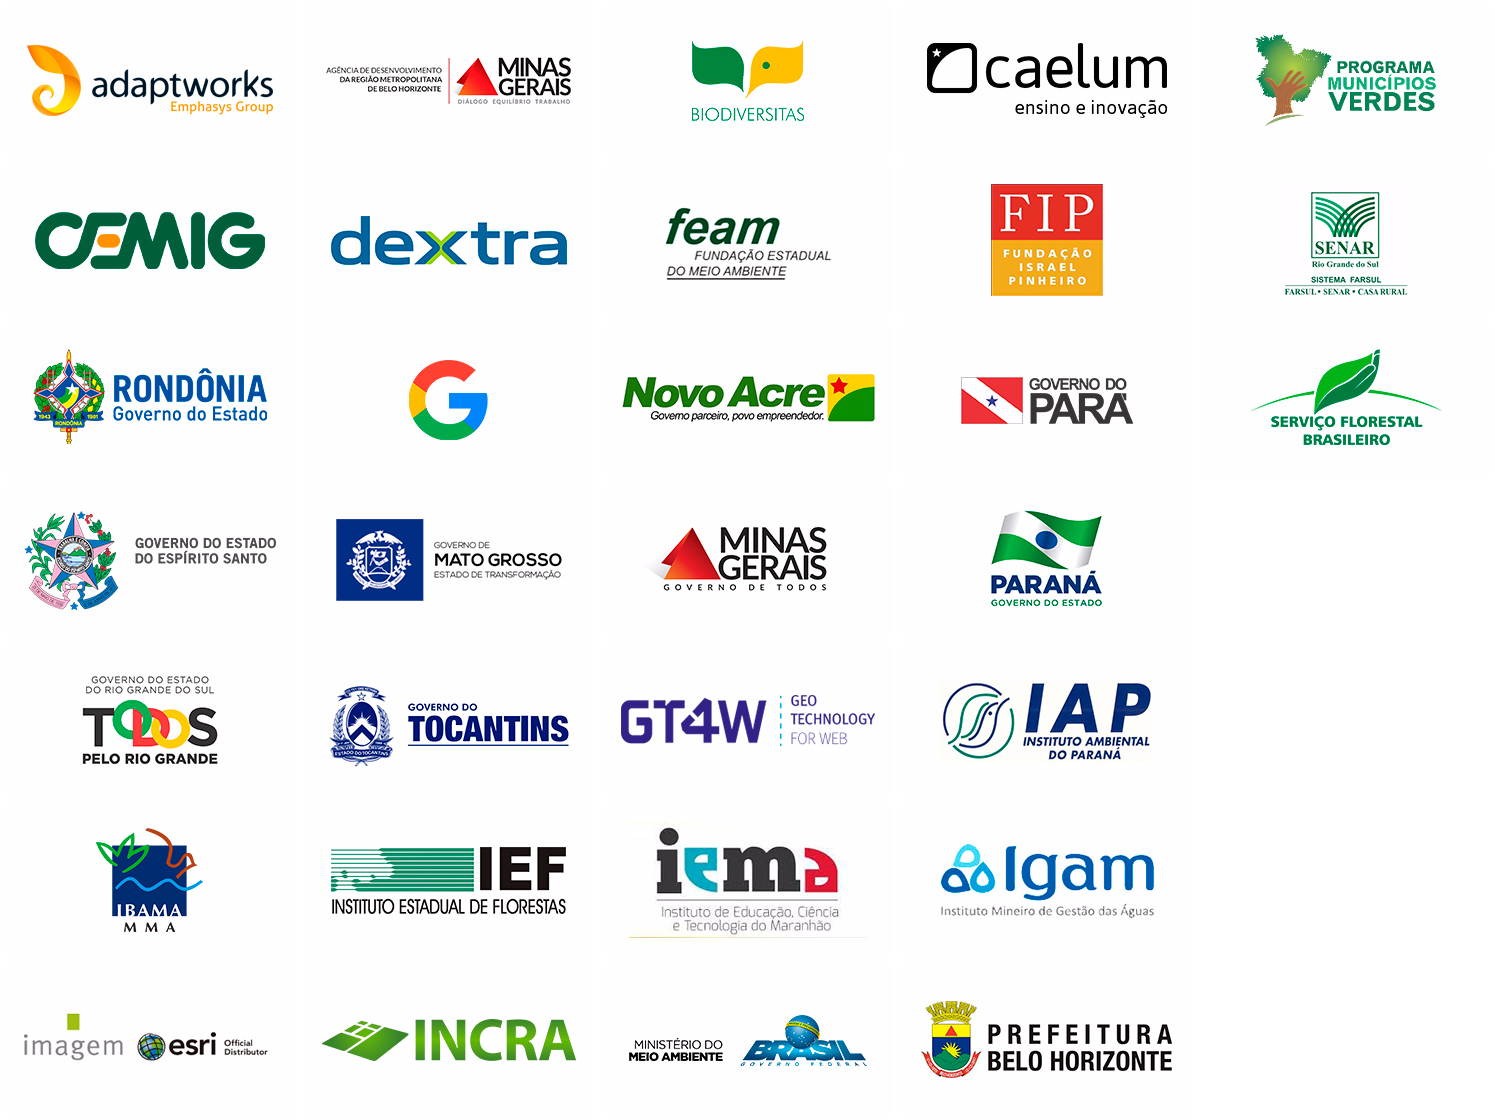 adaptworks
Emphasys Group
AGÊNCIA DE DESENVOLVIMENTO
DA REGIÃO METROPOLITANA
DE BELO HORIZONTE
MINAS
GERAIS
DIÁLOGO EQUILÍBRIO TRABALHO
BIODIVERSITAS
caelum
ensino e inovação
PROGRAMA
MUNICÍPIOS
VERDES
CEMIG
dextra
feam
FUNDAÇÃO ESTADUAL
DO MEIO AMBIENTE
FIP
FUNDAÇÃO
ISRAEL
PINHEIRO
SENAR
Rio Grande do Sul
SISTEMA FARSUL
FARSUL • SENAR • CASA RURAL
1943 1981
RONDÔNIA
RONDÔNIA
Governo do Estado
G
Novo Acre
Governo parceiro, povo empreendedor.
GOVERNO DO
PARÁ
SERVIÇO FLORESTAL
BRASILEIRO
GOVERNO DO ESTADO
DO ESPÍRITO SANTO
GOVERNO DE
MATO GROSSO
ESTADO DE TRANSFORMAÇÃO
MINAS
GERAIS
GOVERNO DE TODOS
PARANÁ
GOVERNO DO ESTADO
GOVERNO DO ESTADO
DO RIO GRANDE DO SUL
TODOS
PELO RIO GRANDE
ESTADO DO TOCANTINS
GOVERNO DO
TOCANTINS
GT4W
GEO
TECHNOLOGY
FOR WEB
IAP
INSTITUTO AMBIENTAL
DO PARANÁ
IBAMA
MMA
IEF
INSTITUTO ESTADUAL DE FLORESTAS
iema
Instituto de Educação, Ciência
e Tecnologia do Maranhão
Igam
Instituto Mineiro de Gestão das Águas
imagem
esri
Official
Distributor
INCRA
MINISTÉRIO DO
MEIO AMBIENTE
BRASIL
GOVERNO FEDERAL
PREFEITURA
BELO HORIZONTE